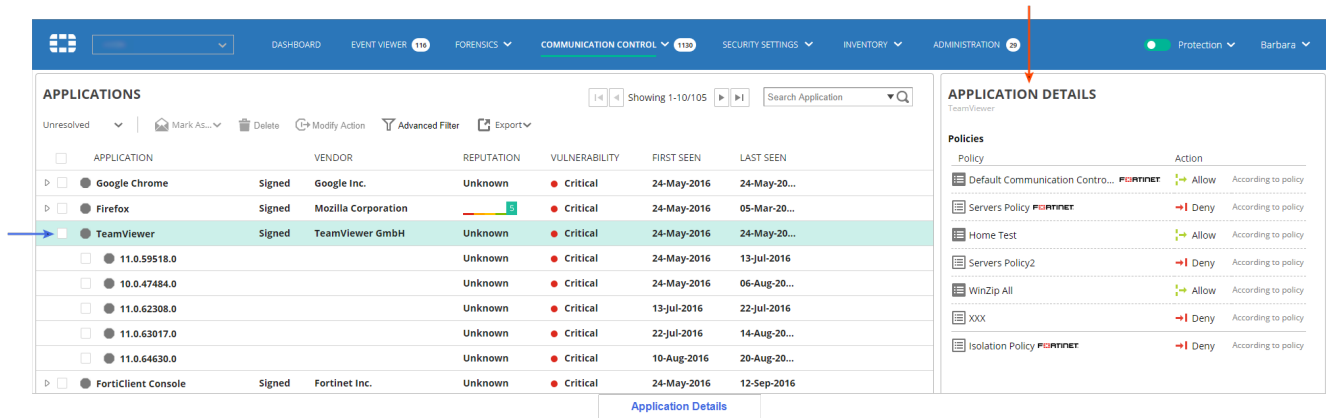 DASHBOARD EVENT VIEWER 116 FORENSICS COMMUNICATION CONTROL 1130 SECURITY SETTINGS INVENTORY ADMINISTRATION 29 Protection Barbara
APPLICATIONS
Showing 1-10/105 Search Application
Unresolved Mark As... Delete Modify Action Advanced Filter Export
APPLICATION VENDOR REPUTATION VULNERABILITY FIRST SEEN LAST SEEN
Google Chrome Signed Google Inc. Unknown Critical 24-May-2016 24-May-20...
Firefox Signed Mozilla Corporation 5 Critical 24-May-2016 05-Mar-20...
TeamViewer Signed TeamViewer GmbH Unknown Critical 24-May-2016 24-May-20...
11.0.59518.0 Unknown Critical 24-May-2016 13-Jul-2016
10.0.47484.0 Unknown Critical 24-May-2016 06-Aug-20...
11.0.62308.0 Unknown Critical 13-Jul-2016 22-Jul-2016
11.0.63017.0 Unknown Critical 22-Jul-2016 14-Aug-20...
11.0.64630.0 Unknown Critical 10-Aug-2016 20-Aug-20...
FortiClient Console Signed Fortinet Inc. Unknown Critical 24-May-2016 12-Sep-2016
APPLICATION DETAILS
TeamViewer
Policies
Policy Action
Default Communication Contro... FORTINET Allow According to policy
Servers Policy FORTINET Deny According to policy
Home Test Allow According to policy
Servers Policy2 Deny According to policy
WinZip All Allow According to policy
XXX Deny According to policy
Isolation Policy FORTINET Deny According to policy
Application Details